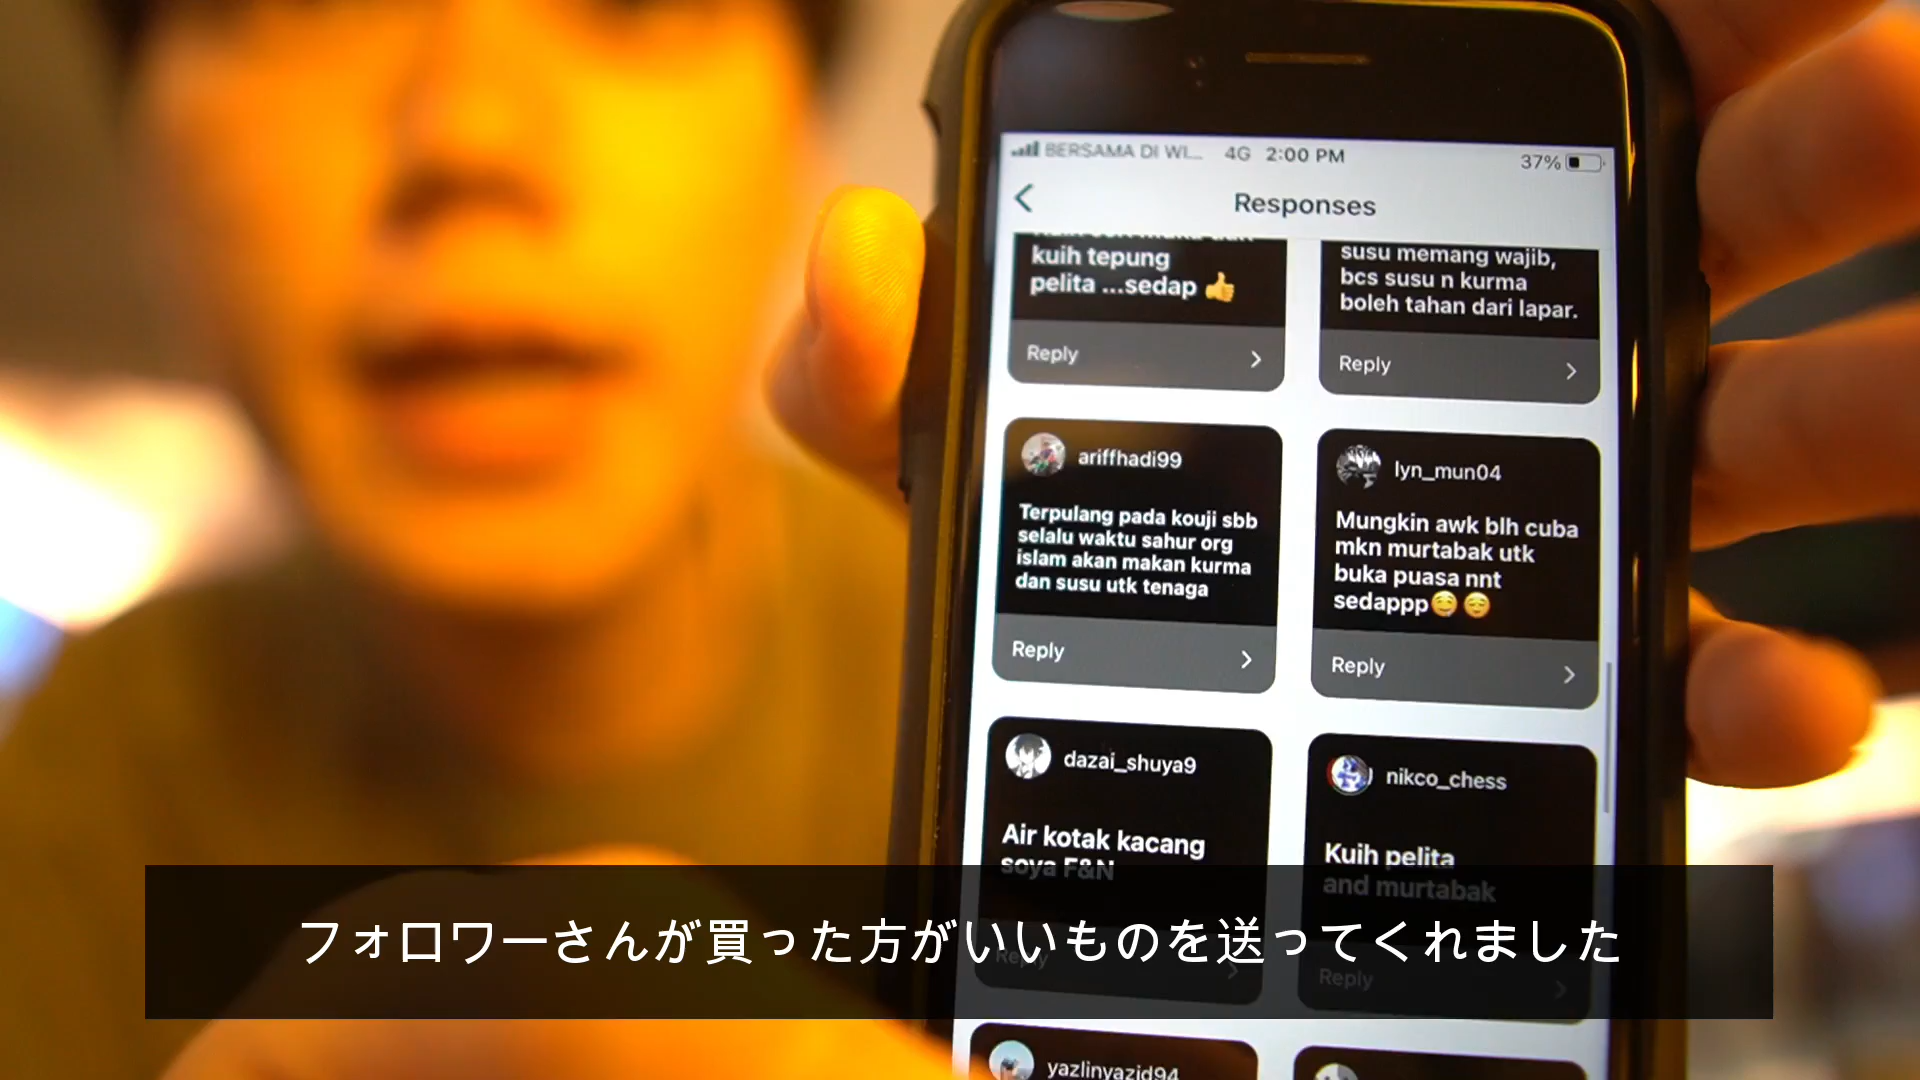 BERSAMA DI WI... 4G 2:00 PM 37%
Responses
kuih tepung
pelita ...sedap 👍
Reply
susu memang wajib,
bcs susu n kurma
boleh tahan dari lapar.
Reply
ariffhadi99
Terpulang pada kouji sbb
selalu waktu sahur org
islam akan makan kurma
dan susu utk tenaga
Reply
lyn_mun04
Mungkin awk blh cuba
mkn murtabak utk
buka puasa nnt
sedappp🤤😌
Reply
dazai_shuya9
Air kotak kacang
soya F&N
Reply
nikco_chess
Kuih pelita
and murtabak
Reply
yazlinyazid94
フォロワーさんが買った方がいいものを送ってくれました